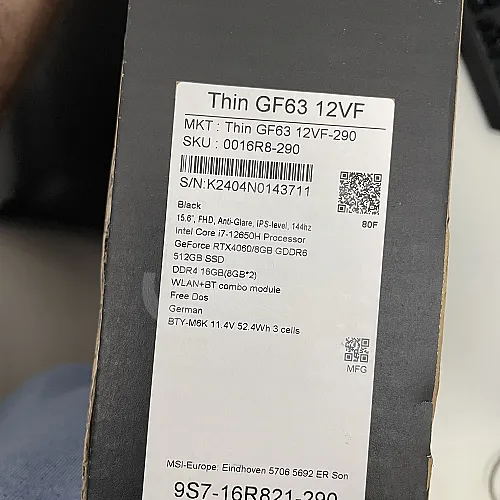 Thin GF63 12VF
MKT : Thin GF63 12VF-290
SKU : 0016R8-290
S/N:K2404N0143711
80F
Black
15.6", FHD, Anti-Glare, IPS-level, 144hz
Intel Core i7-12650H Processor
GeForce RTX4060/8GB GDDR6
512GB SSD
DDR4 16GB(8GB*2)
WLAN+BT combo module
Free Dos
German
BTY-M6K 11.4V 52.4Wh 3 cells
MFG
MSI-Europe: Eindhoven 5706 5692 ER Son
9S7-16R821-290